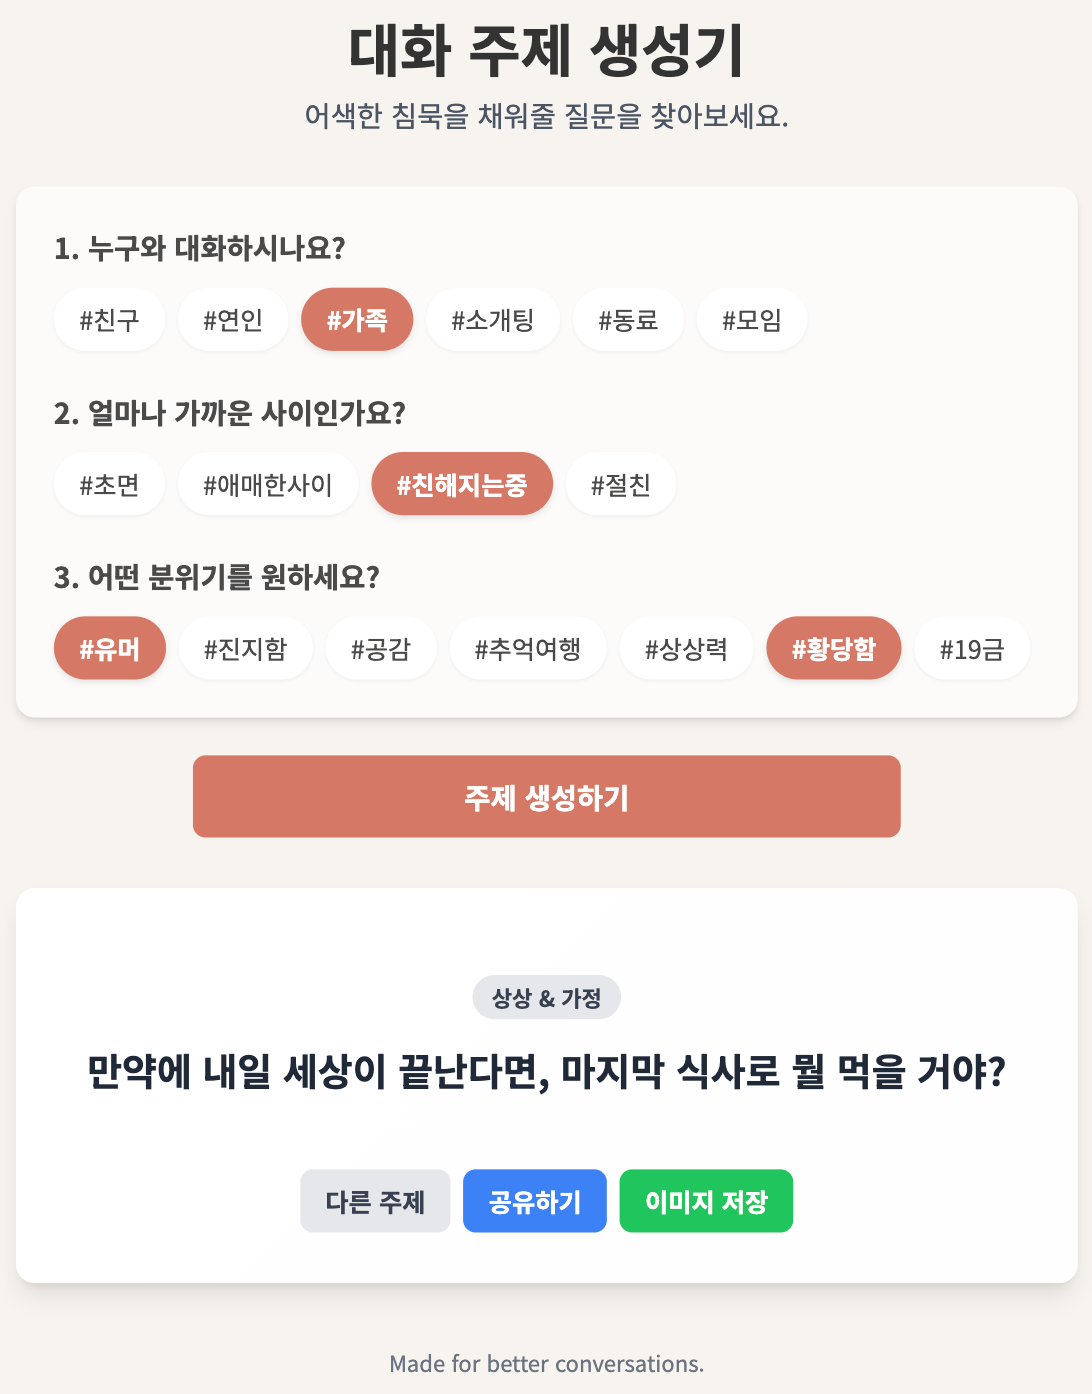 대화 주제 생성기
어색한 침묵을 채워줄 질문을 찾아보세요.
1. 누구와 대화하시나요?
#친구 #연인 #가족 #소개팅 #동료 #모임
2. 얼마나 가까운 사이인가요?
#초면 #애매한사이 #친해지는중 #절친
3. 어떤 분위기를 원하세요?
#유머 #진지함 #공감 #추억여행 #상상력 #황당함 #19금
주제 생성하기
상상 & 가정
만약에 내일 세상이 끝난다면, 마지막 식사로 뭘 먹을 거야?
다른 주제 공유하기 이미지 저장
Made for better conversations.